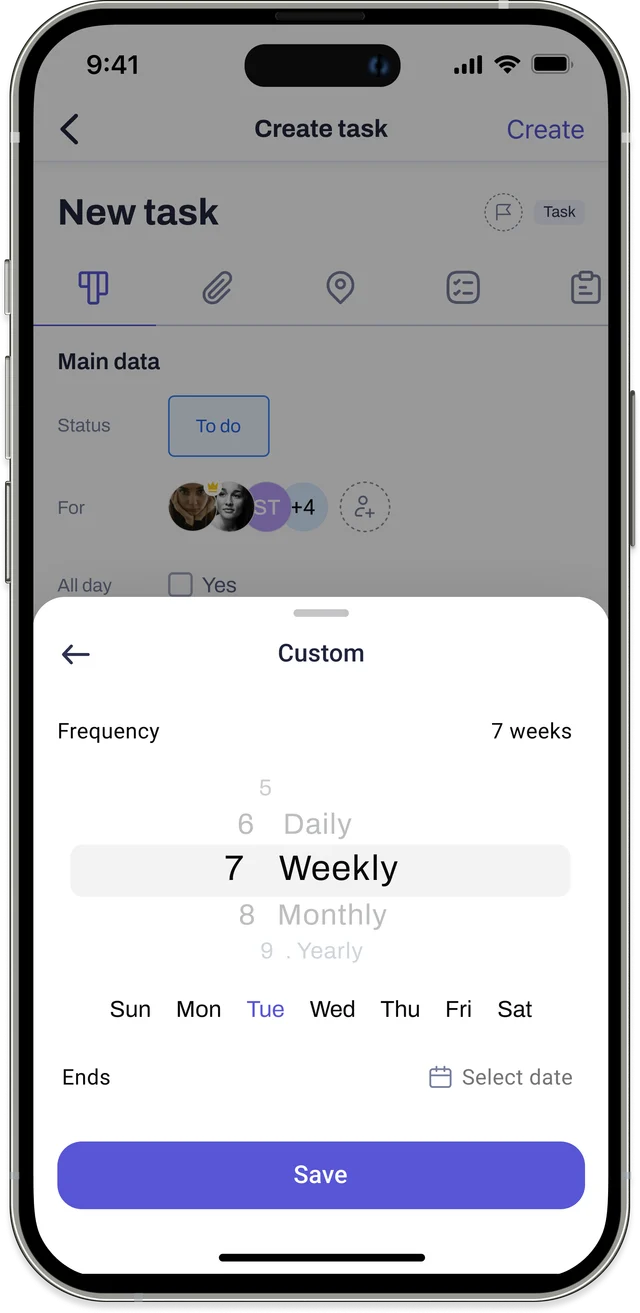 9:41
Create task Create
New task Task
Main data
Status To do
For ST +4
All day Yes
Custom
Frequency 7 weeks
5
6 Daily
7 Weekly
8 Monthly
9 . Yearly
Sun Mon Tue Wed Thu Fri Sat
Ends Select date
Save